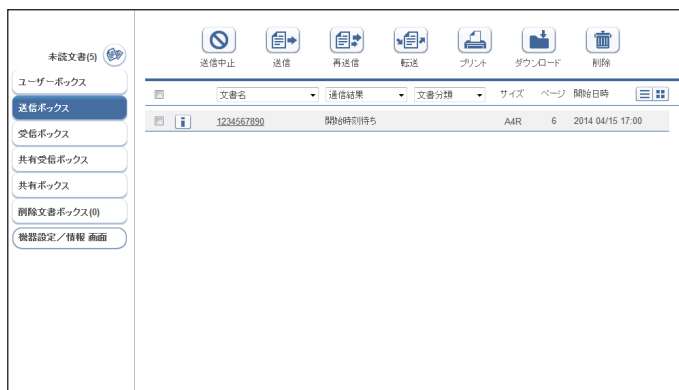 未読文書(5)
送信中止 送信 再送信 転送 プリント ダウンロード 削除
ユーザーボックス
送信ボックス
受信ボックス
共有受信ボックス
共有ボックス
削除文書ボックス(0)
機器設定／情報 画面
文書名 通信結果 文書分類 サイズ ページ 開始日時
1234567890 開始時刻待ち A4R 6 2014 04/15 17:00